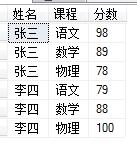 姓名 课程 分数
张三 语文 98
张三 数学 89
张三 物理 78
李四 语文 79
李四 数学 88
李四 物理 100